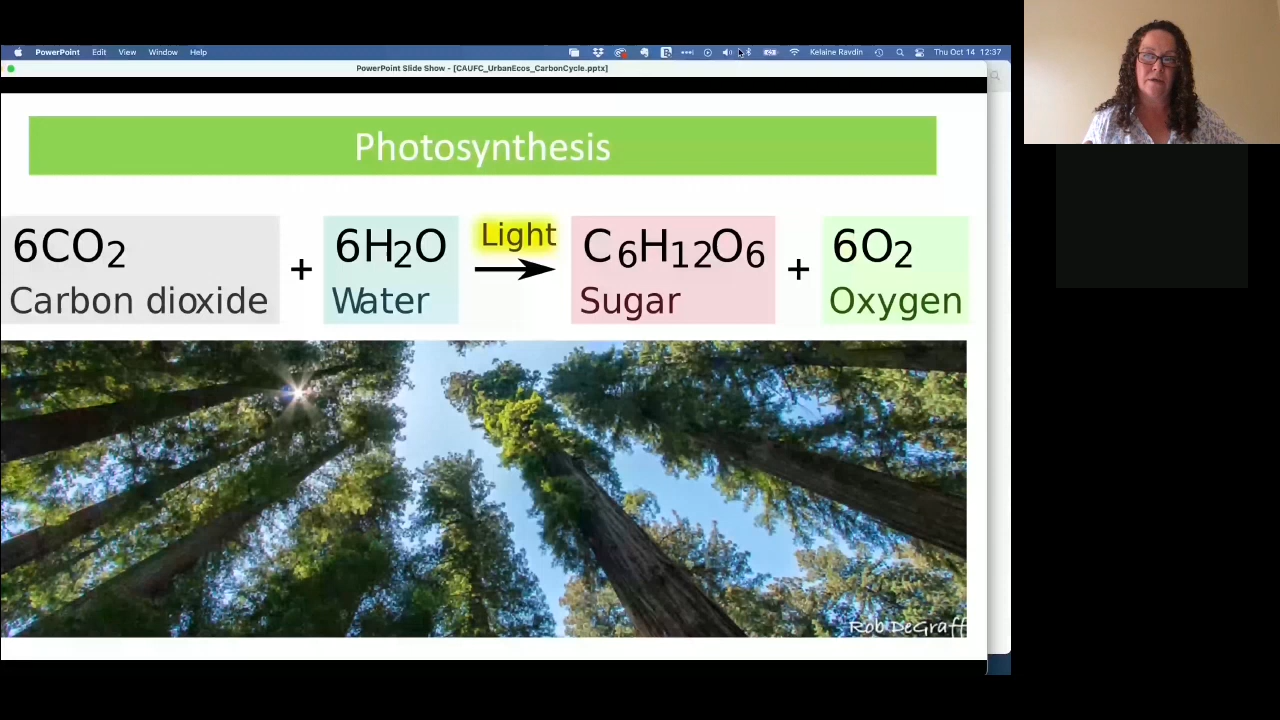 PowerPoint Edit View Window Help Kelaine Ravdin Thu Oct 14 12:37
PowerPoint Slide Show - [CAUFC_UrbanEcos_CarbonCycle.pptx]
Photosynthesis
6CO2 + 6H2O Light C6H12O6 + 6O2
Carbon dioxide Water Sugar Oxygen
Rob DeGraff